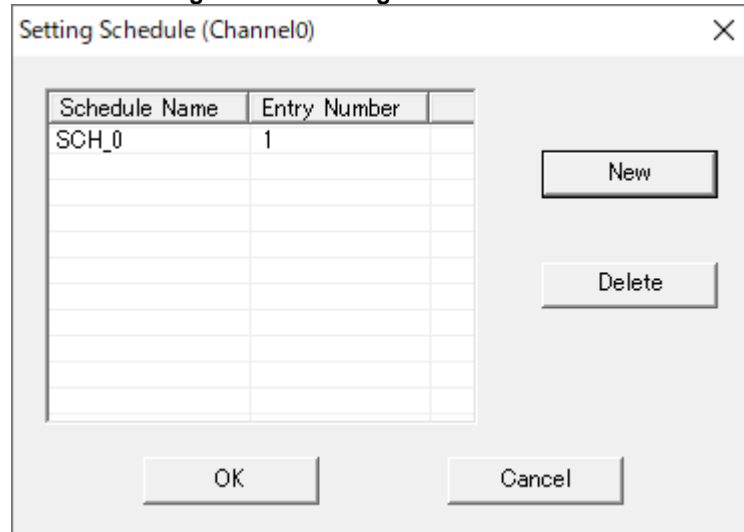 Setting Schedule (Channel0)
Schedule Name Entry Number
SCH_0 1
New
Delete
OK Cancel